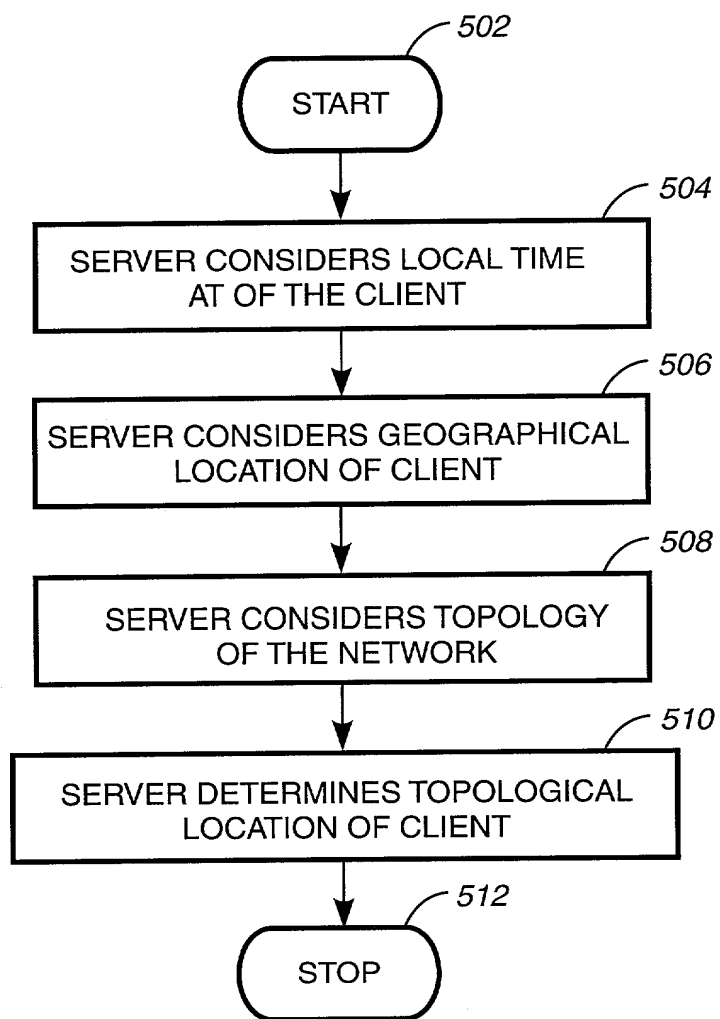 502
START
504
SERVER CONSIDERS LOCAL TIME
AT OF THE CLIENT
506
SERVER CONSIDERS GEOGRAPHICAL
LOCATION OF CLIENT
508
SERVER CONSIDERS TOPOLOGY
OF THE NETWORK
510
SERVER DETERMINES TOPOLOGICAL
LOCATION OF CLIENT
512
STOP